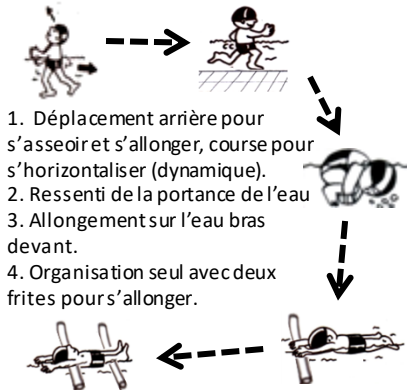 1. Déplacement arrière pour
s'asseoir et s'allonger, course pour
s'horizontaliser (dynamique).
2. Ressenti de la portance de l'eau
3. Allongement sur l'eau bras
devant.
4. Organisation seul avec deux
frites pour s'allonger.